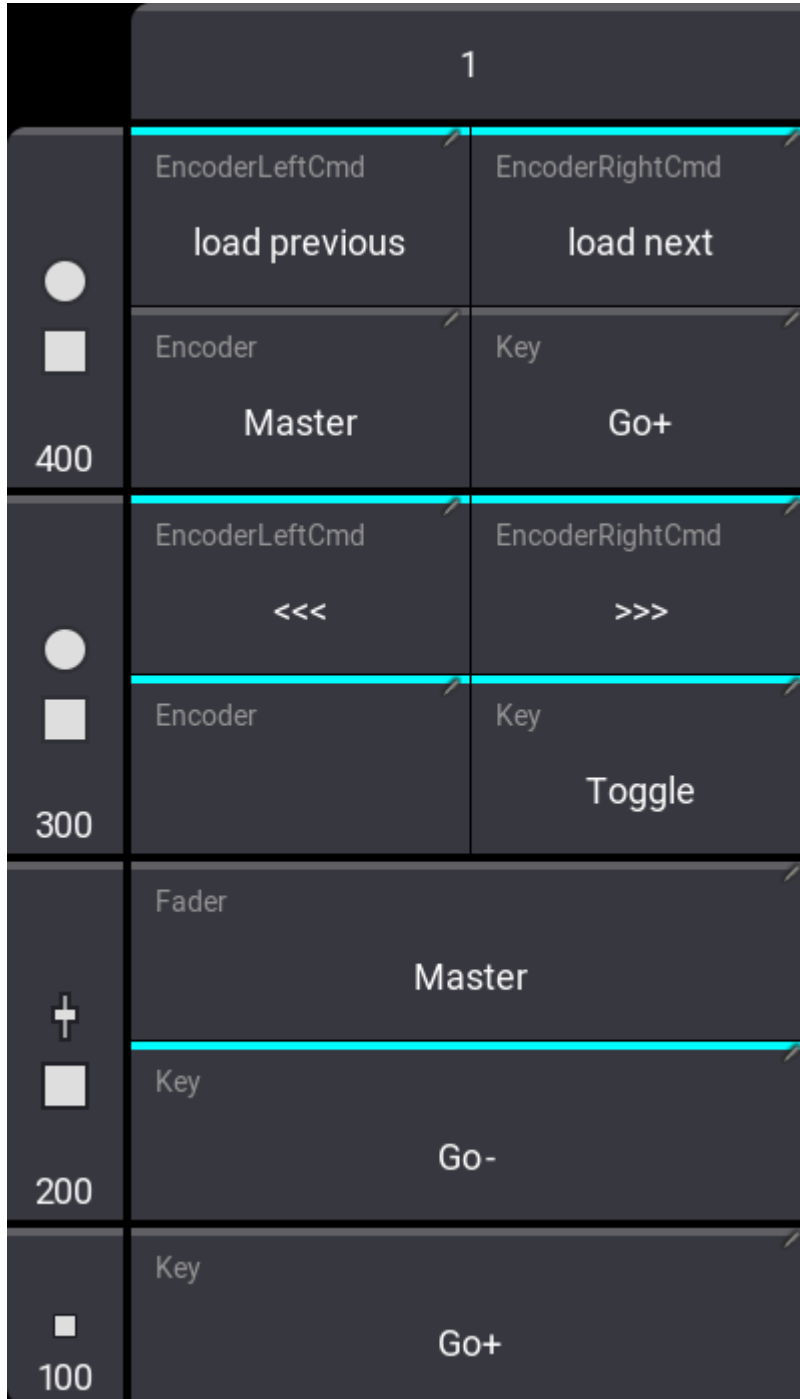 1
EncoderLeftCmd EncoderRightCmd
load previous load next
Encoder Key
Master Go+
400
EncoderLeftCmd EncoderRightCmd
<<< >>>
Encoder Key
Toggle
300
Fader
Master
Key
Go-
200
Key
Go+
100